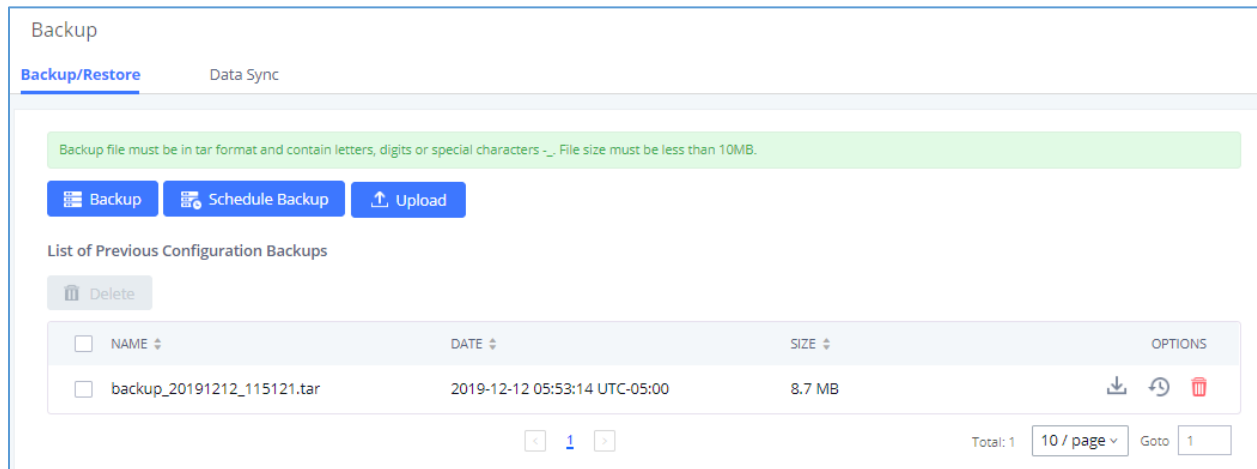 Backup
Backup/Restore Data Sync
Backup file must be in tar format and contain letters, digits or special characters -_. File size must be less than 10MB.
Backup Schedule Backup Upload
List of Previous Configuration Backups
Delete
NAME DATE SIZE OPTIONS
backup_20191212_115121.tar 2019-12-12 05:53:14 UTC-05:00 8.7 MB
< 1 > Total: 1 10 / page Goto 1